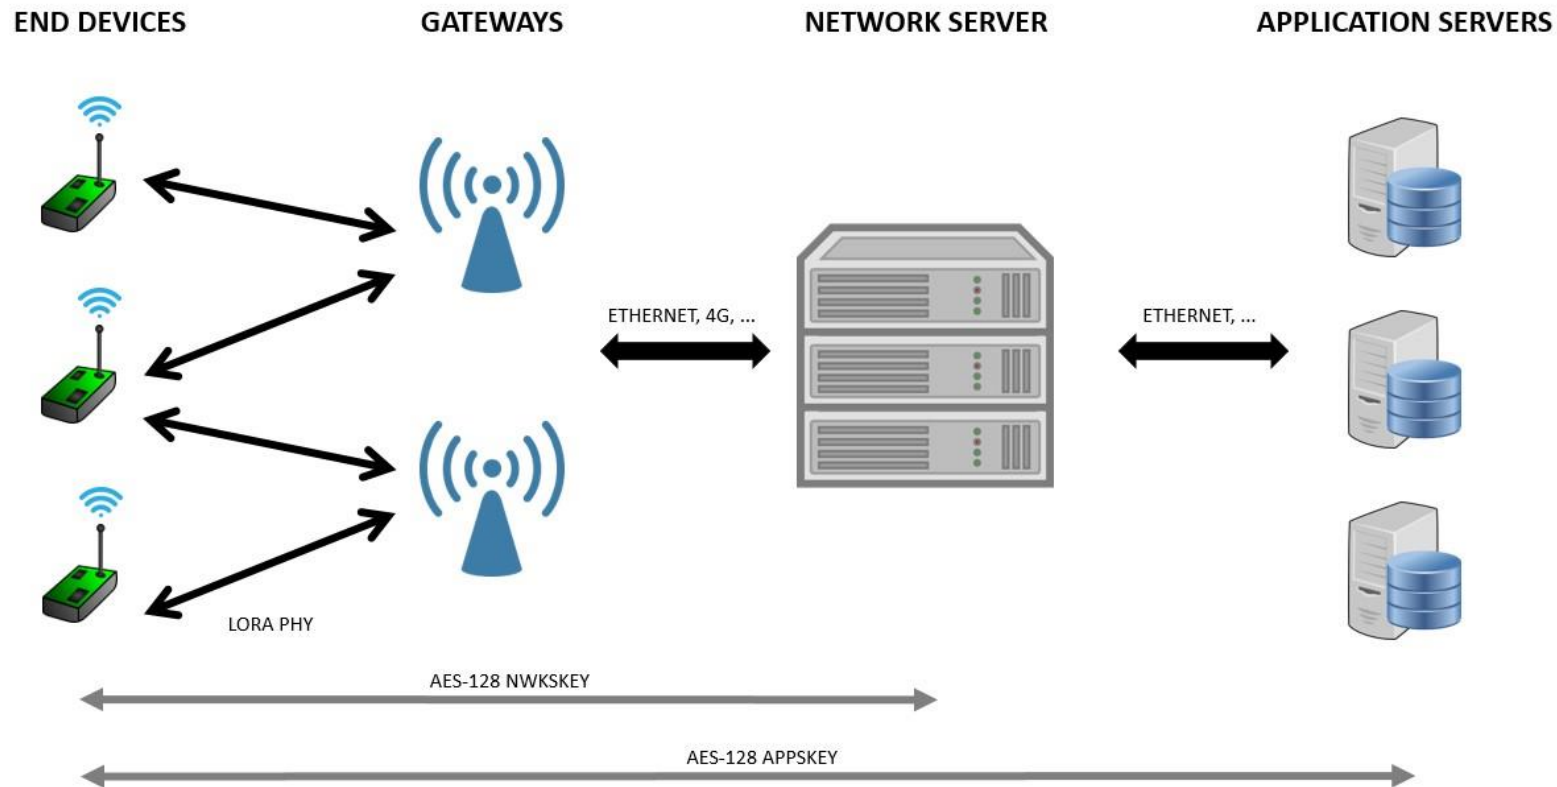 END DEVICES
GATEWAYS
NETWORK SERVER
APPLICATION SERVERS
ETHERNET, 4G, ...
ETHERNET, ...
LORA PHY
AES-128 NWKSKEY
AES-128 APPSKEY